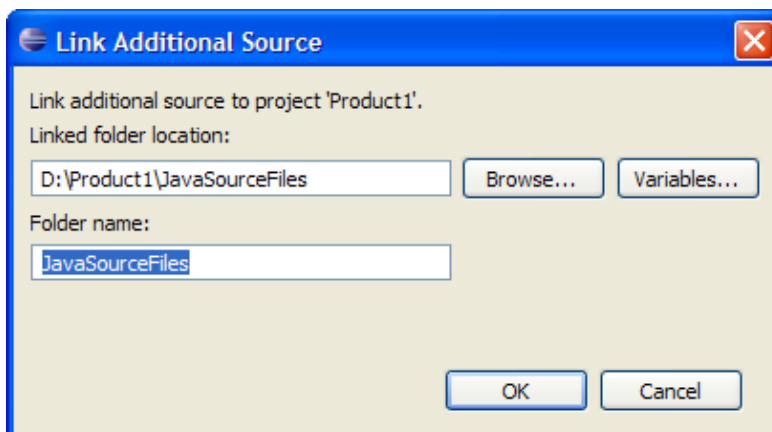 Link Additional Source
Link additional source to project 'Product1'.
Linked folder location:
D:\Product1\JavaSourceFiles Browse... Variables...
Folder name:
JavaSourceFiles
OK Cancel